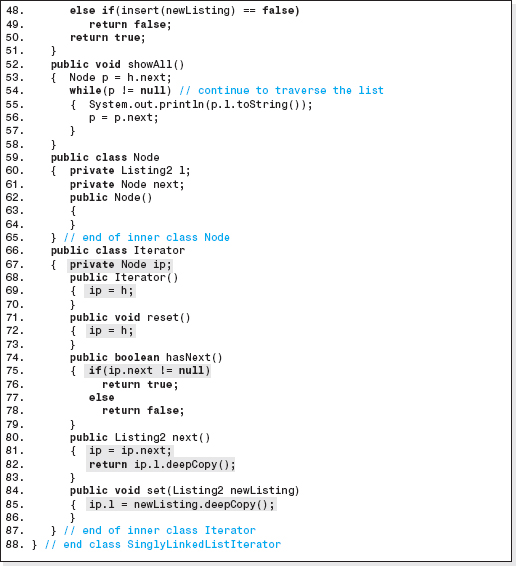 48.       else if(insert(newListing) == false)
49.          return false;
50.       return true;
51.    }
52.    public void showAll()
53.    {  Node p = h.next;
54.       while(p != null) // continue to traverse the list
55.       {  System.out.println(p.l.toString());
56.          p = p.next;
57.       }
58.    }
59.    public class Node
60.    {  private Listing2 l;
61.       private Node next;
62.       public Node()
63.       {
64.       }
65.    } // end of inner class Node
66.    public class Iterator
67.    {  private Node ip;
68.       public Iterator()
69.       {  ip = h;
70.       }
71.       public void reset()
72.       {  ip = h;
73.       }
74.       public boolean hasNext()
75.       {  if(ip.next != null)
76.            return true;
77.          else
78.            return false;
79.       }
80.       public Listing2 next()
81.       {  ip = ip.next;
82.          return ip.l.deepCopy();
83.       }
84.       public void set(Listing2 newListing)
85.       {  ip.l = newListing.deepCopy();
86.       }
87.    } // end of inner class Iterator
88. } // end class SinglyLinkedListIterator